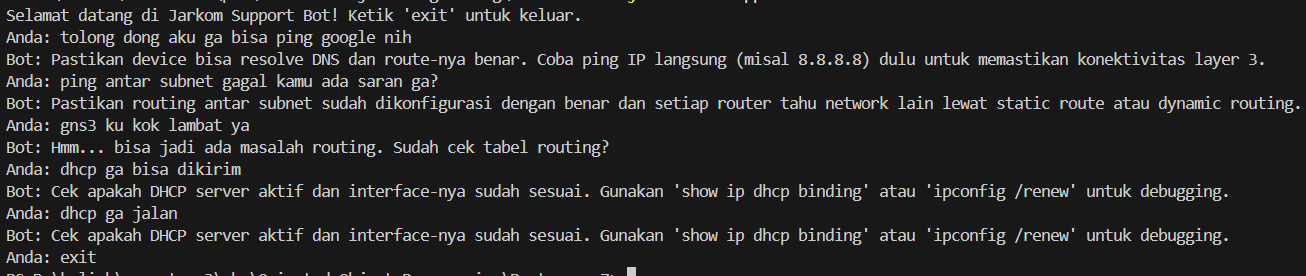 Selamat datang di Jarkom Support Bot! Ketik 'exit' untuk keluar.
Anda: tolong dong aku ga bisa ping google nih
Bot: Pastikan device bisa resolve DNS dan route-nya benar. Coba ping IP langsung (misal 8.8.8.8) dulu untuk memastikan konektivitas layer 3.
Anda: ping antar subnet gagal kamu ada saran ga?
Bot: Pastikan routing antar subnet sudah dikonfigurasi dengan benar dan setiap router tahu network lain lewat static route atau dynamic routing.
Anda: gns3 ku kok lambat ya
Bot: Hmm... bisa jadi ada masalah routing. Sudah cek tabel routing?
Anda: dhcp ga bisa dikirim
Bot: Cek apakah DHCP server aktif dan interface-nya sudah sesuai. Gunakan 'show ip dhcp binding' atau 'ipconfig /renew' untuk debugging.
Anda: dhcp ga jalan
Bot: Cek apakah DHCP server aktif dan interface-nya sudah sesuai. Gunakan 'show ip dhcp binding' atau 'ipconfig /renew' untuk debugging.
Anda: exit